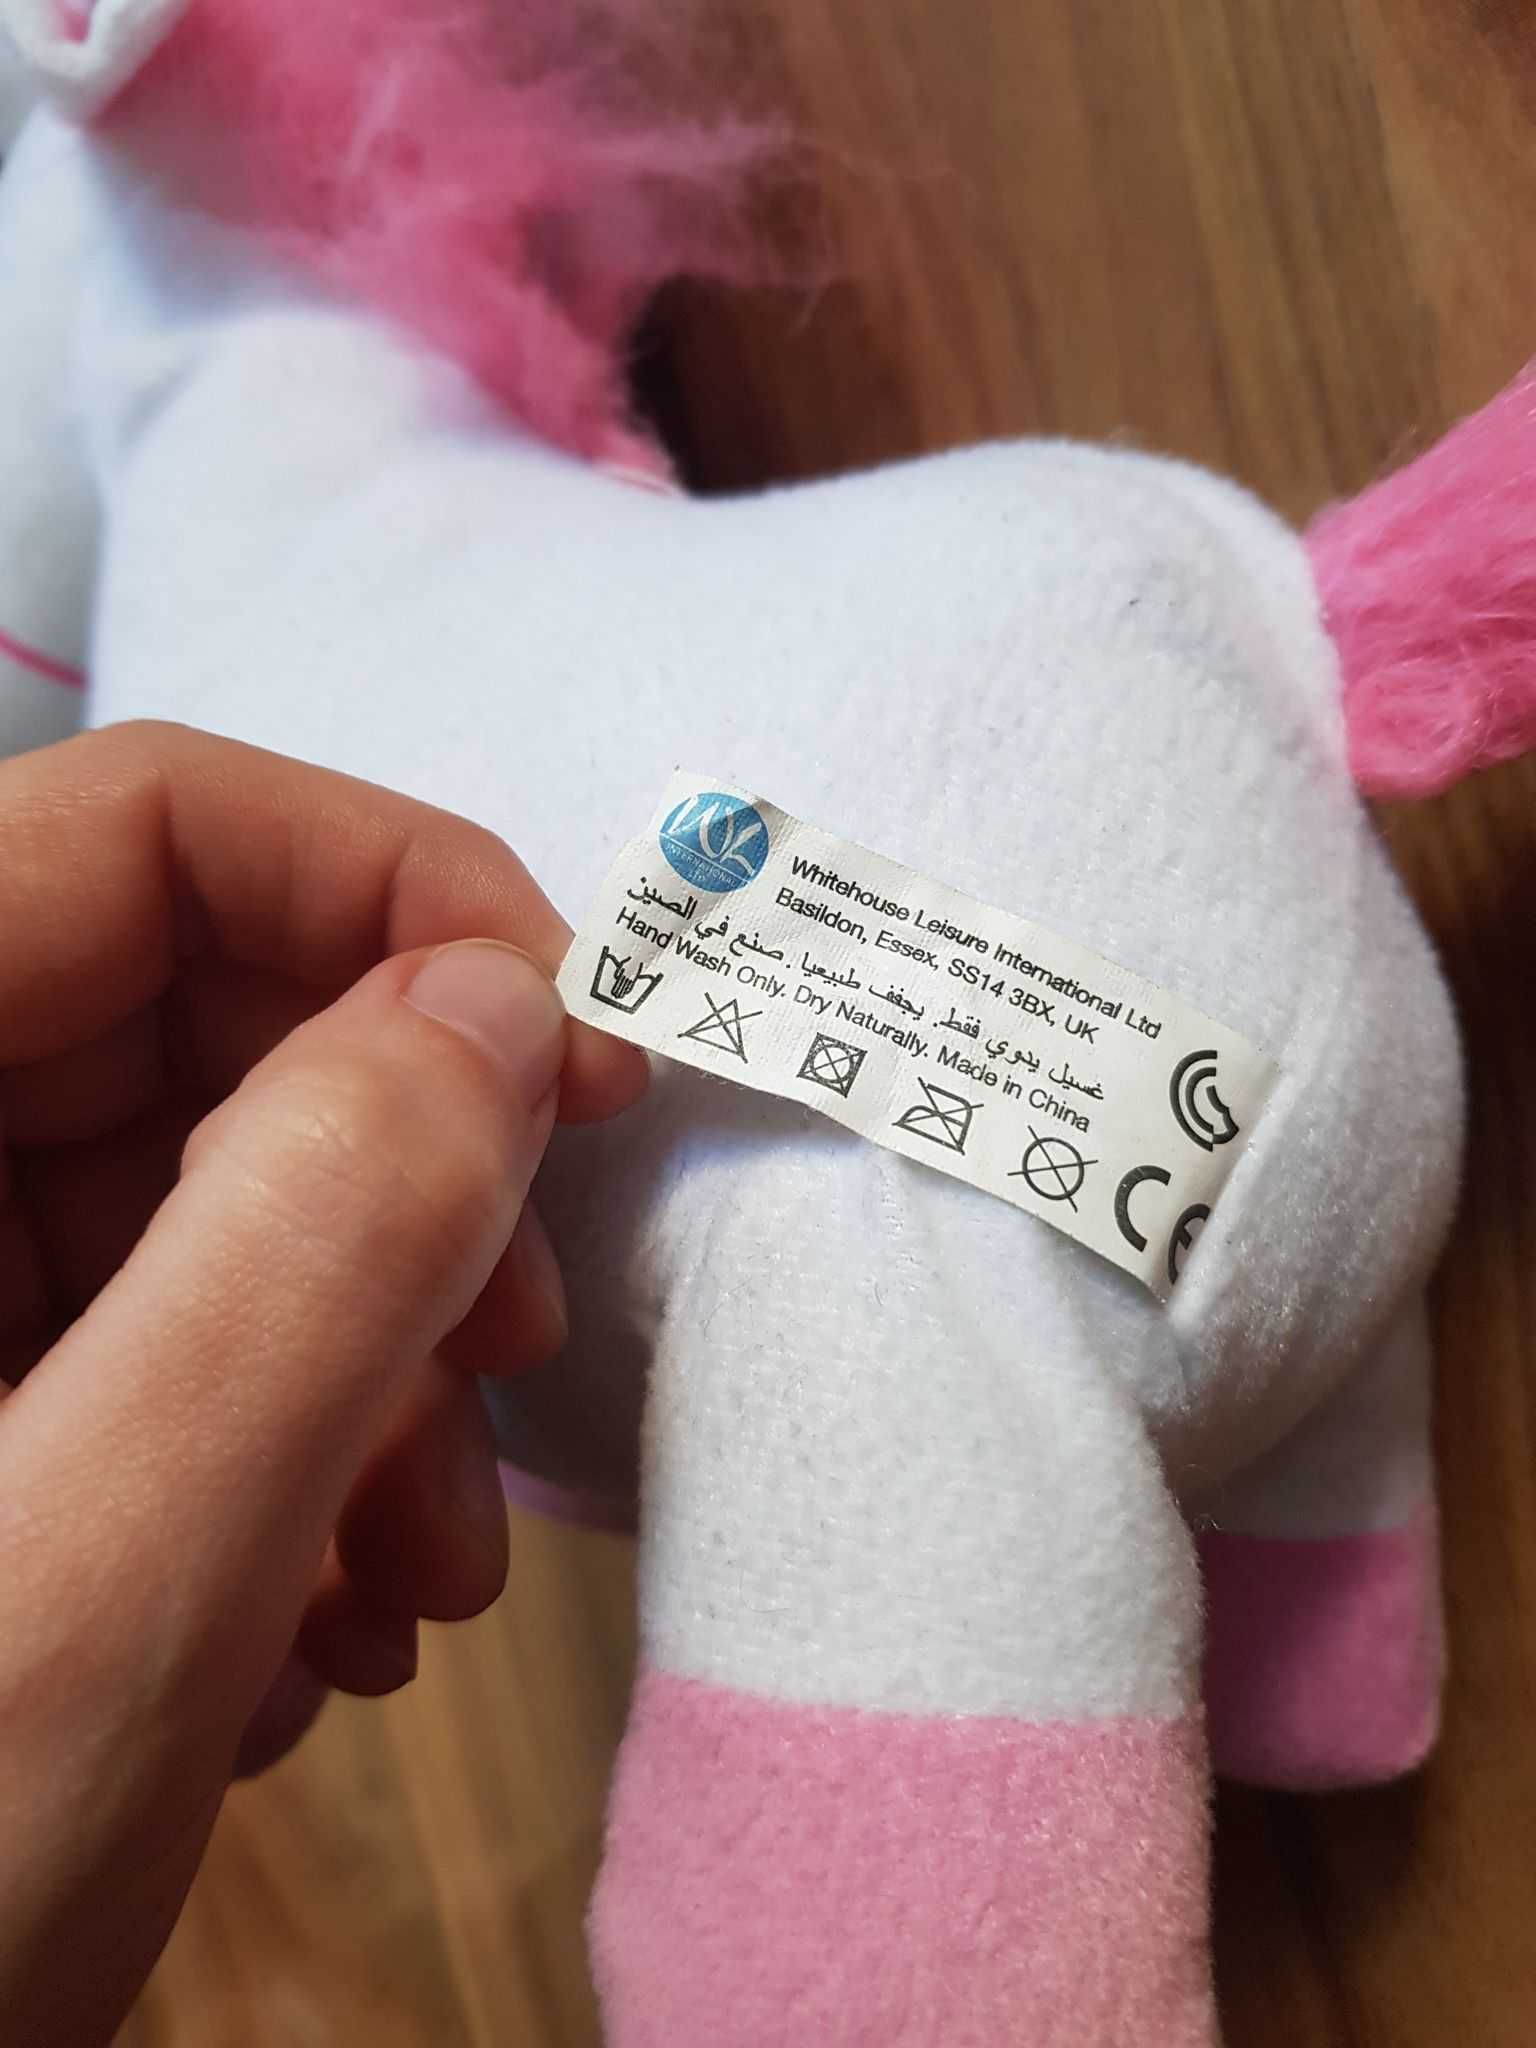 WL
INTERNATIONAL
LTD
Whitehouse Leisure International Ltd
Basildon, Essex, SS14 3BX, UK
غسيل يدوي فقط. يجفف طبيعيا. صنع في الصين
Hand Wash Only. Dry Naturally. Made in China
CE